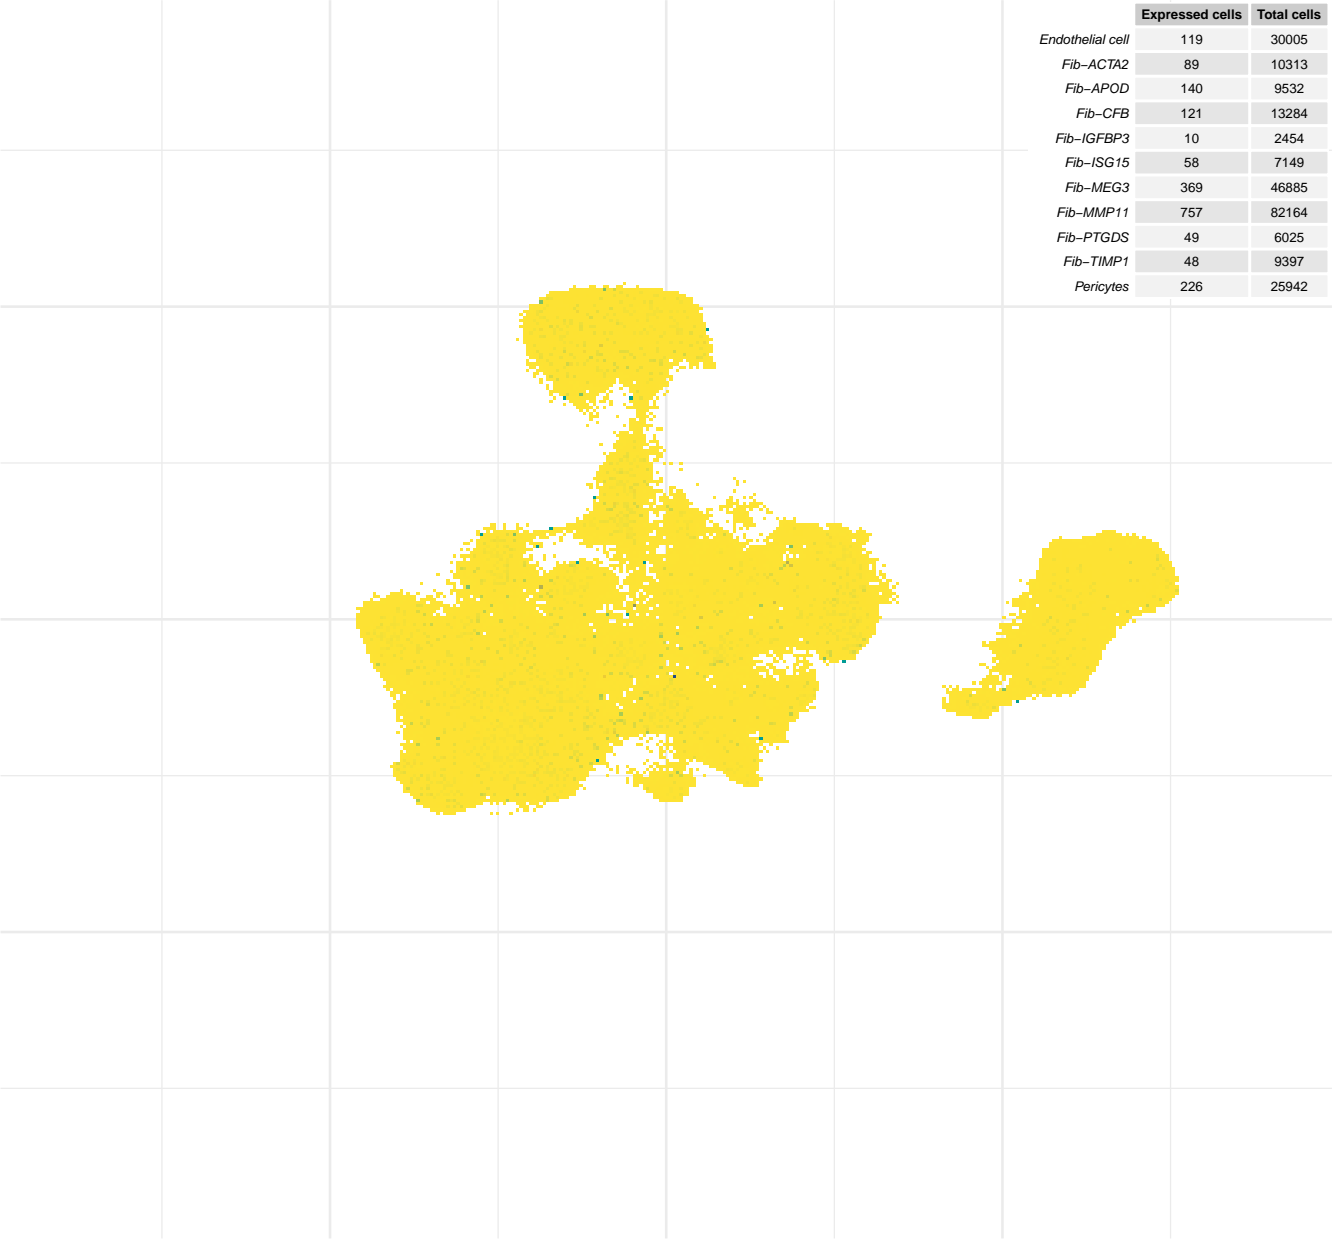 Expressed cells Total cells
Endothelial cell 119 30005
Fib−ACTA2 89 10313
Fib−APOD 140 9532
Fib−CFB 121 13284
Fib−IGFBP3 10 2454
Fib−ISG15 58 7149
Fib−MEG3 369 46885
Fib−MMP11 757 82164
Fib−PTGDS 49 6025
Fib−TIMP1 48 9397
Pericytes 226 25942